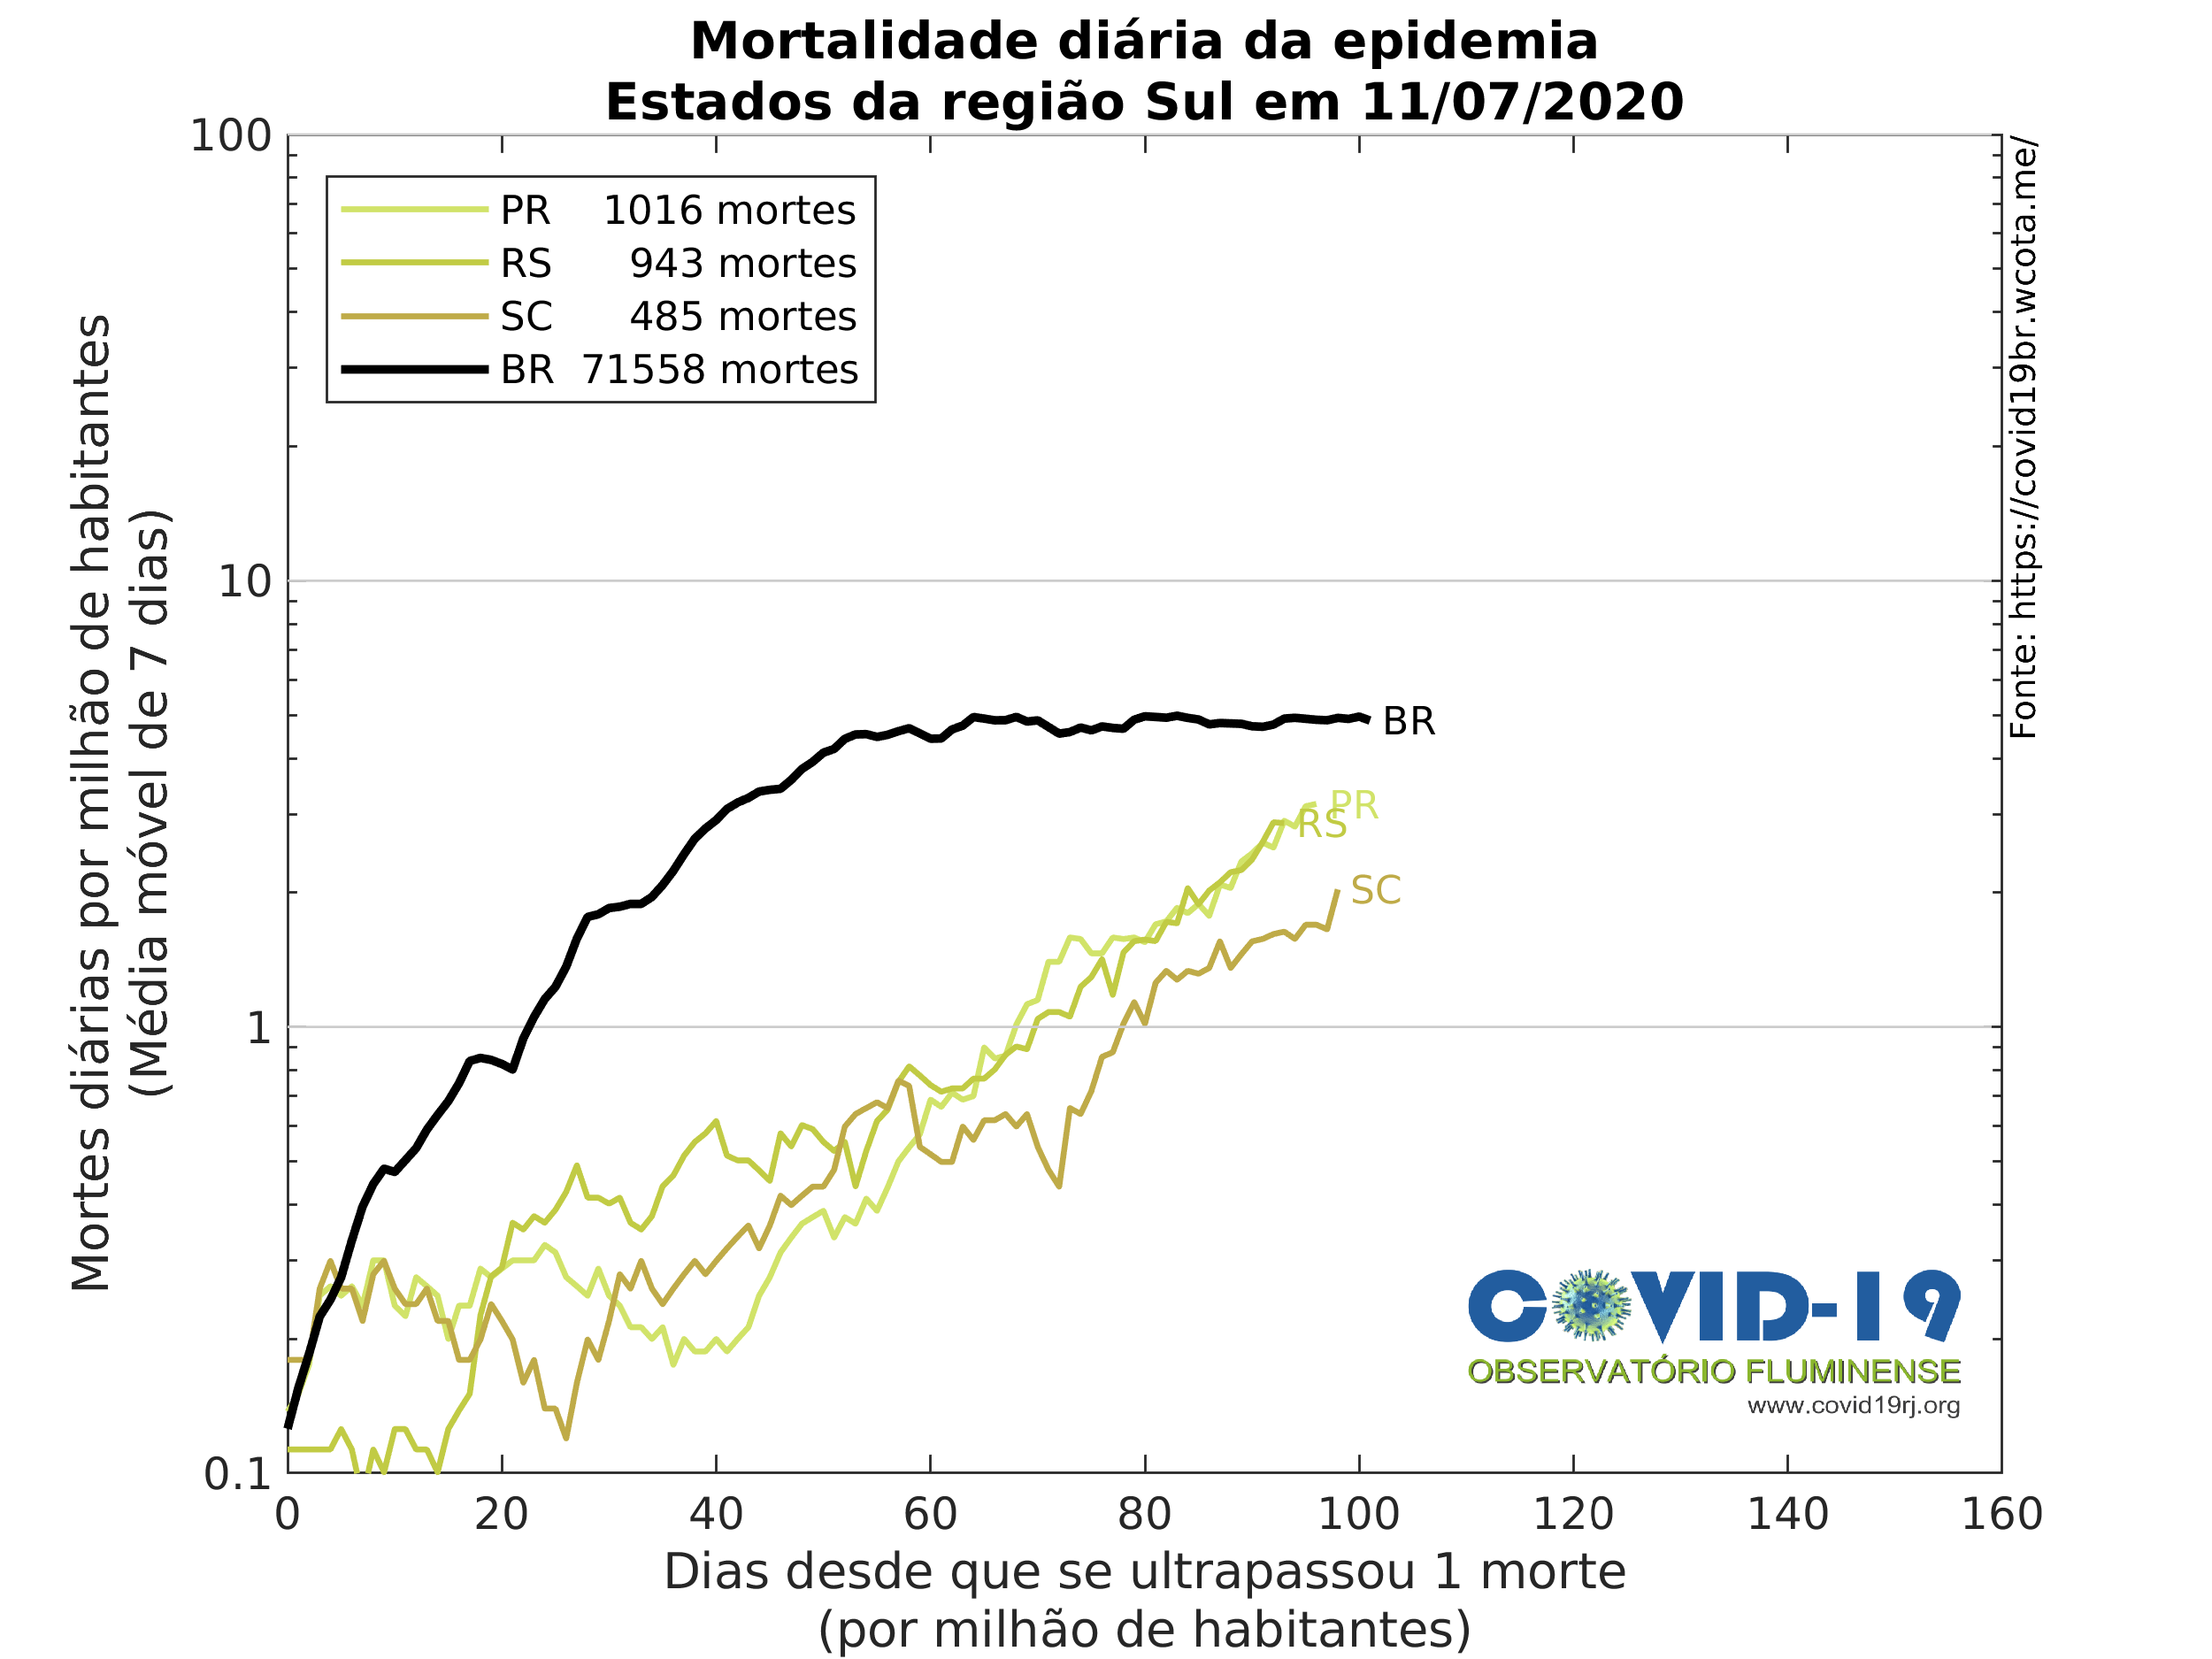 Mortalidade diária da epidemia
Estados da região Sul em 11/07/2020
100
10
1
0.1
Mortes diárias por milhão de habitantes
(Média móvel de 7 dias)
PR 1016 mortes
RS 943 mortes
SC 485 mortes
BR 71558 mortes
BR
PR
RS
SC
Fonte: https://covid19br.wcota.me/
COVID-19
OBSERVATÓRIO FLUMINENSE
www.covid19rj.org
0 20 40 60 80 100 120 140 160
Dias desde que se ultrapassou 1 morte
(por milhão de habitantes)